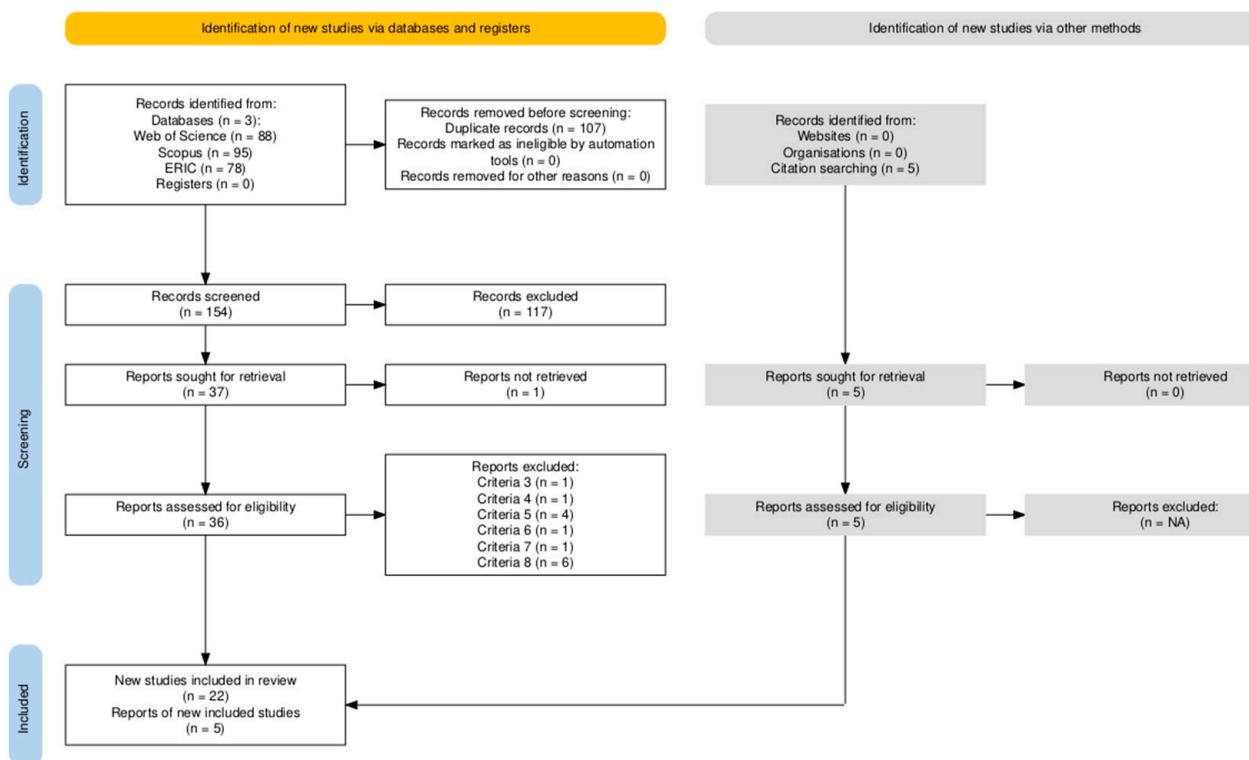 Identification of new studies via databases and registers
Identification of new studies via other methods
Identification
Records identified from:
Databases (n = 3):
Web of Science (n = 88)
Scopus (n = 95)
ERIC (n = 78)
Registers (n = 0)
Records removed before screening:
Duplicate records (n = 107)
Records marked as ineligible by automation
tools (n = 0)
Records removed for other reasons (n = 0)
Records identified from:
Websites (n = 0)
Organisations (n = 0)
Citation searching (n = 5)
Screening
Records screened
(n = 154)
Records excluded
(n = 117)
Reports sought for retrieval
(n = 37)
Reports not retrieved
(n = 1)
Reports sought for retrieval
(n = 5)
Reports not retrieved
(n = 0)
Reports assessed for eligibility
(n = 36)
Reports excluded:
Criteria 3 (n = 1)
Criteria 4 (n = 1)
Criteria 5 (n = 4)
Criteria 6 (n = 1)
Criteria 7 (n = 1)
Criteria 8 (n = 6)
Reports assessed for eligibility
(n = 5)
Reports excluded:
(n = NA)
Included
New studies included in review
(n = 22)
Reports of new included studies
(n = 5)